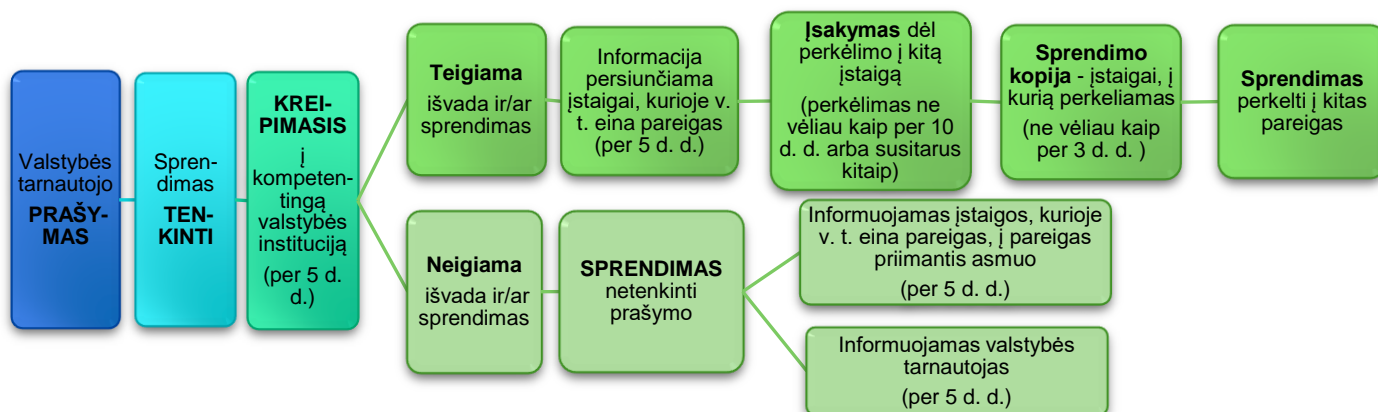 Valstybės
tarnautojo
PRAŠY-
MAS
Spren-
dimas
TEN-
KINTI
KREI-
PIMASIS
į
kompeten-
tingą
valstybės
instituciją
(per 5 d.
d.)
Teigiama
išvada ir/ar
sprendimas
Informacija
persiunčiama
įstaigai, kurioje v.
t. eina pareigas
(per 5 d. d.)
Įsakymas dėl
perkėlimo į kitą
įstaigą
(perkėlimas ne
vėliau kaip per 10
d. d. arba susitarus
kitaip)
Sprendimo
kopija - įstaigai, į
kurią perkeliamas
(ne vėliau kaip
per 3 d. d. )
Sprendimas
perkelti į kitas
pareigas
Neigiama
išvada ir/ar
sprendimas
SPRENDIMAS
netenkinti
prašymo
Informuojamas įstaigos, kurioje
v. t. eina pareigas, į pareigas
priimantis asmuo
(per 5 d. d.)
Informuojamas valstybės
tarnautojas
(per 5 d. d.)